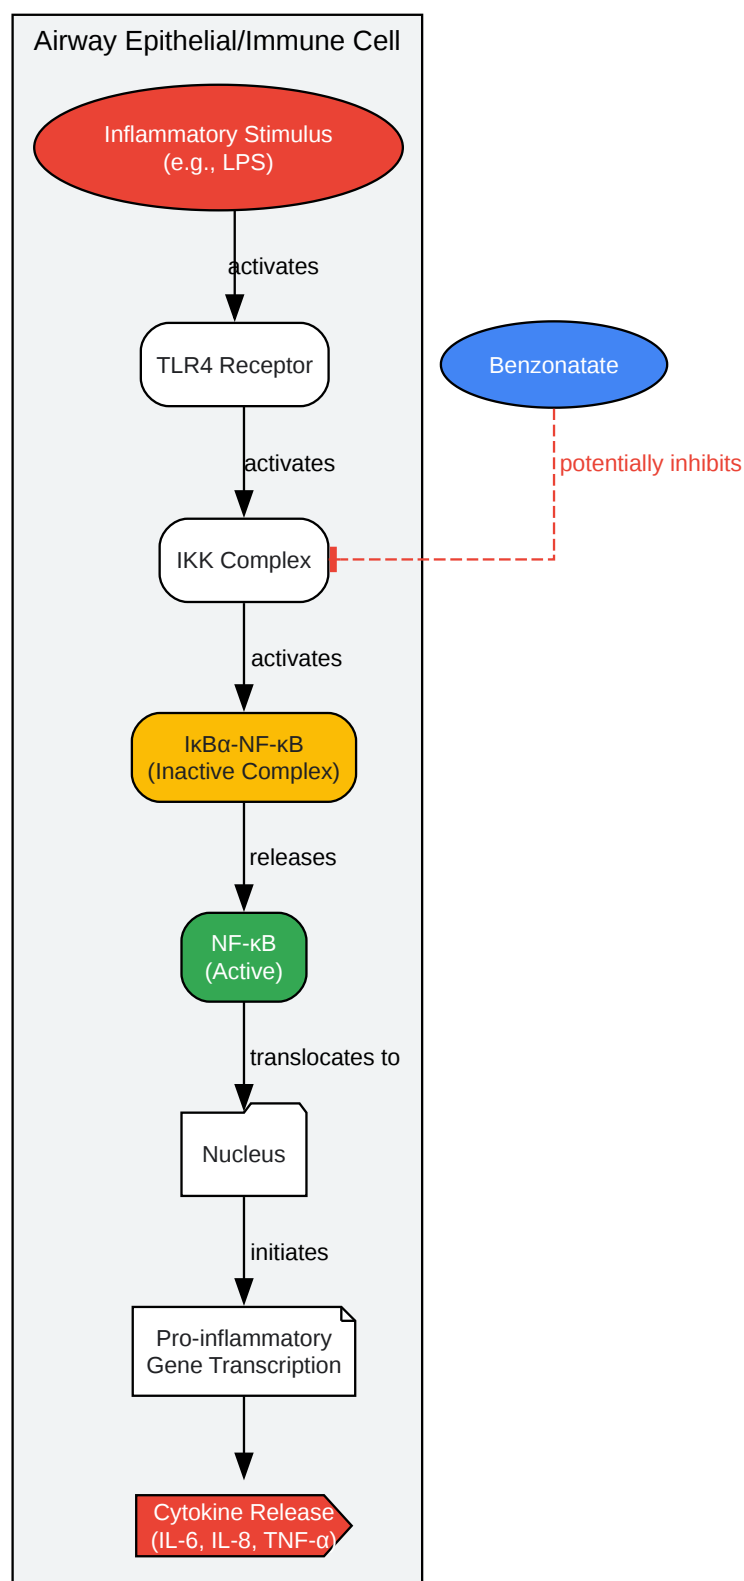 Airway Epithelial/Immune Cell
Inflammatory Stimulus
(e.g., LPS)
activates
TLR4 Receptor
Benzonatate
activates
potentially inhibits
IKK Complex
activates
IκBα-NF-κB
(Inactive Complex)
releases
NF-κB
(Active)
translocates to
Nucleus
initiates
Pro-inflammatory
Gene Transcription
Cytokine Release
(IL-6, IL-8, TNF-α)